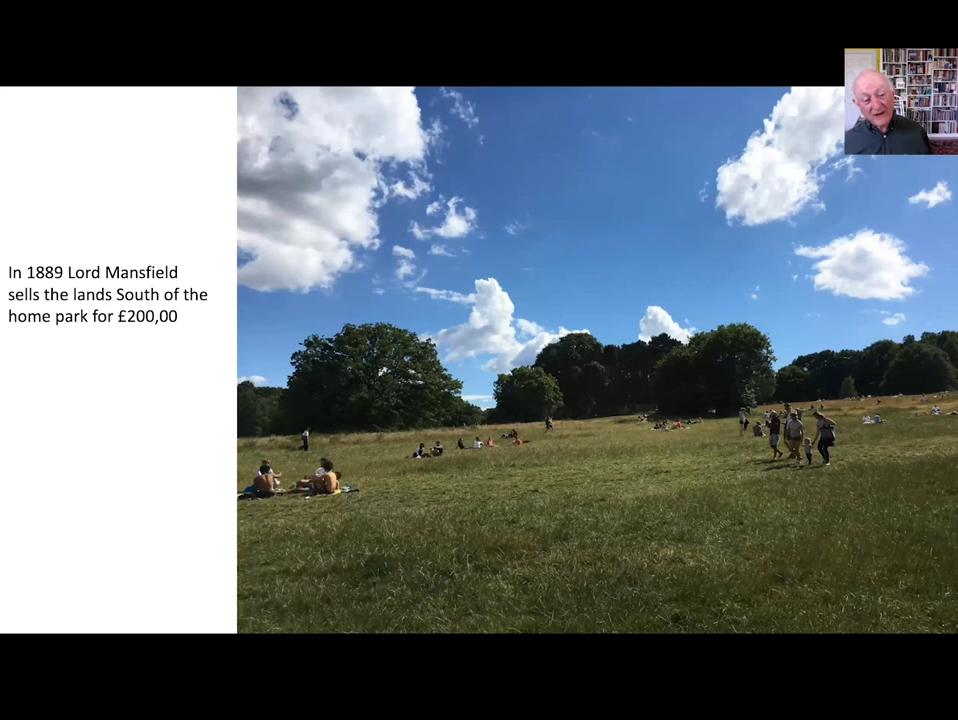 In 1889 Lord Mansfield
sells the lands South of the
home park for £200,00